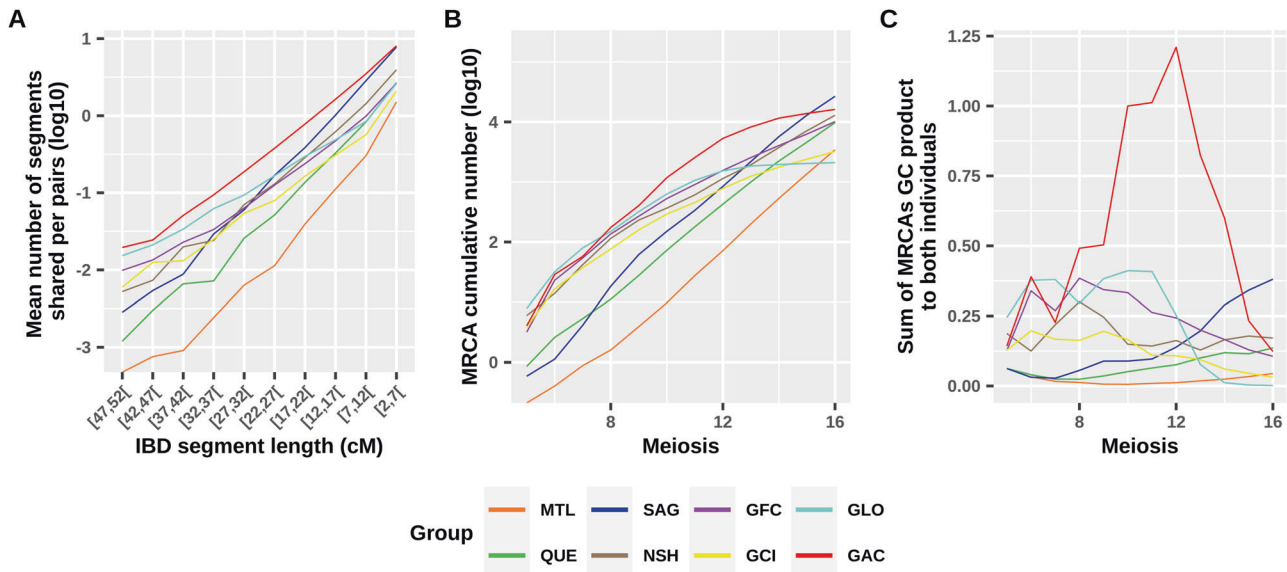 A
Mean number of segments
shared per pairs (log10)
1
0
-1
-2
-3
[47,52[
[42,47[
[37,42[
[32,37[
[27,32[
[22,27[
[17,22[
[12,17[
[7,12[
[2,7[
IBD segment length (cM)
B
MRCA cumulative number (log10)
4
2
0
8
12
16
Meiosis
C
Sum of MRCAs GC product
to both individuals
1.25
1.00
0.75
0.50
0.25
0.00
8
12
16
Meiosis
Group
MTL
SAG
GFC
GLO
QUE
NSH
GCI
GAC